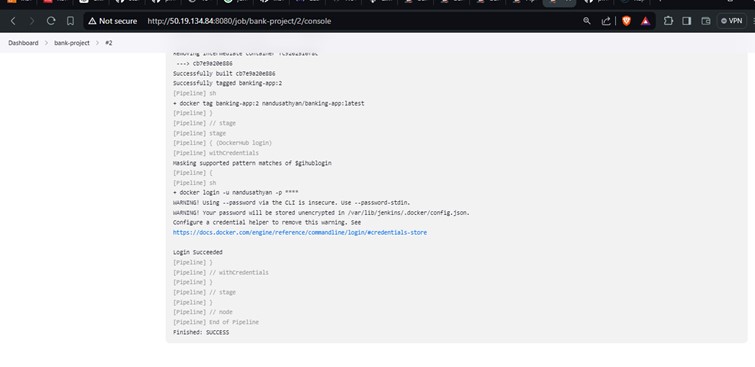 Not secure http://50.19.134.84:8080/job/bank-project/2/console VPN
Dashboard > bank-project > #2
Removing intermediate container
---> cb7e9a20e886
Successfully built cb7e9a20e886
Successfully tagged banking-app:2
[Pipeline] sh
+ docker tag banking-app:2 nandusathyan/banking-app:latest
[Pipeline] }
[Pipeline] // stage
[Pipeline] stage
[Pipeline] { (DockerHub login)
[Pipeline] withCredentials
Masking supported pattern matches of $gihublogin
[Pipeline] {
[Pipeline] sh
+ docker login -u nandusathyan -p ****
WARNING! Using --password via the CLI is insecure. Use --password-stdin.
WARNING! Your password will be stored unencrypted in /var/lib/jenkins/.docker/config.json.
Configure a credential helper to remove this warning. See
https://docs.docker.com/engine/reference/commandline/login/#credentials-store
Login Succeeded
[Pipeline] }
[Pipeline] // withCredentials
[Pipeline] }
[Pipeline] // stage
[Pipeline] }
[Pipeline] // node
[Pipeline] End of Pipeline
Finished: SUCCESS